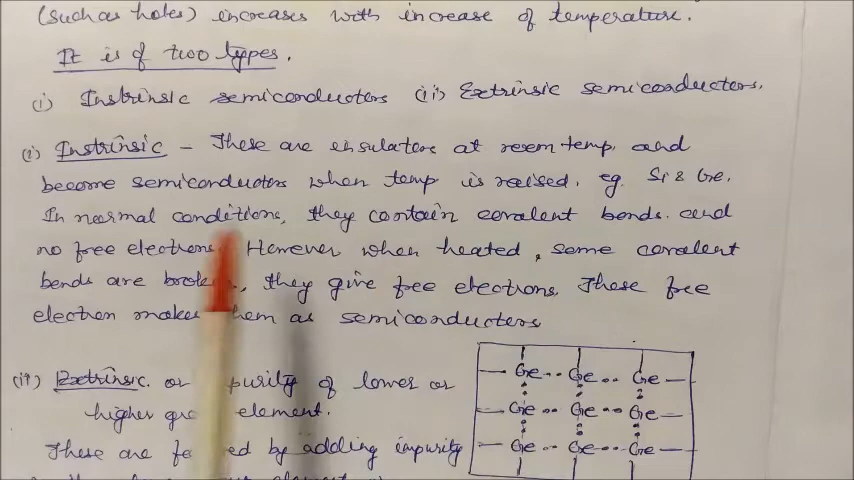 (such as holes) increases with increase of temperature.
It is of two types.
(i) Instrinsic semiconductors (ii) Extrinsic semiconductors.
(i) Instrinsic - These are insulators at room temp. and
become semiconductors when temp is raised. eg. Si & Ge.
In normal conditions, they contain covalent bonds. and
no free electrons. However when heated, some covalent
bonds are broken, they give free electrons. These free
electron makes them as semiconductors.
(ii) Extrinsic. or purity of lower or
higher element.
These are by adding impurity
Ge Ge Ge
Ge Ge Ge
Ge Ge Ge